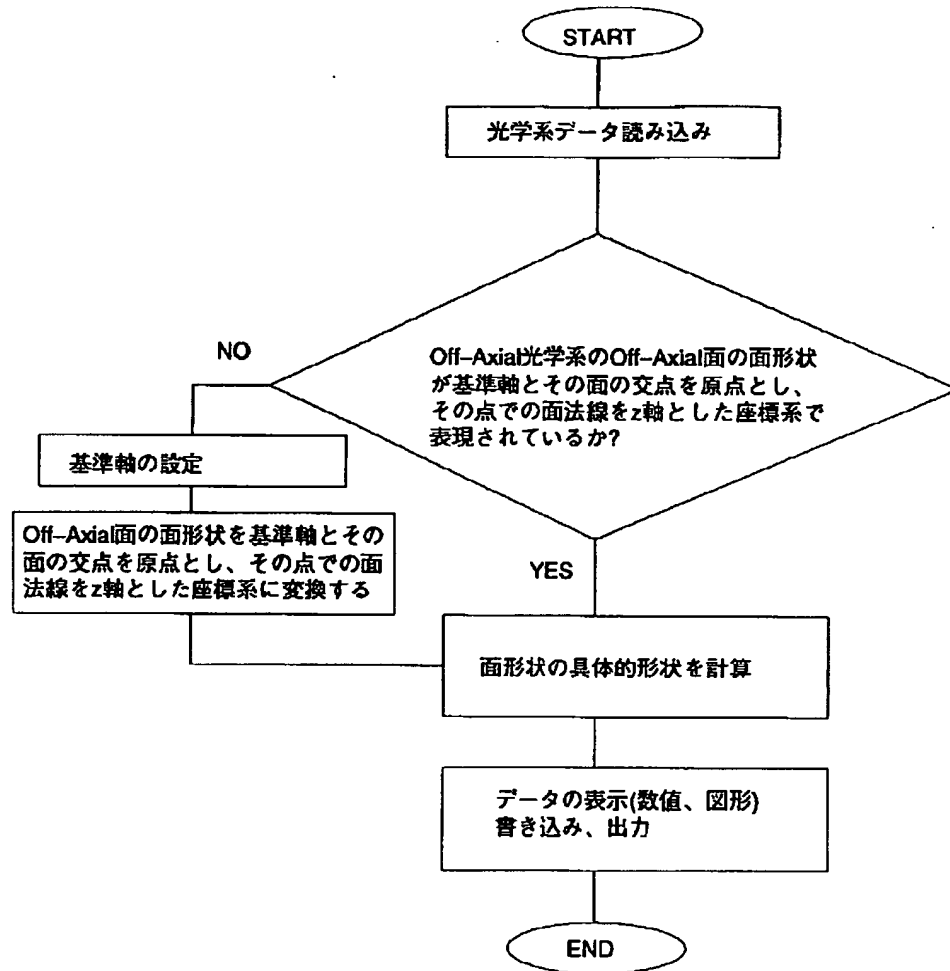 START
光学系データ読み込み
Off–Axial光学系のOff–Axial面の面形状
が基準軸とその面の交点を原点とし、
その点での面法線をz軸とした座標系で
表現されているか?
NO
基準軸の設定
Off–Axial面の面形状を基準軸とその
面の交点を原点とし、その点での面
法線をz軸とした座標系に変換する
YES
面形状の具体的形状を計算
データの表示(数値、図形)
書き込み、出力
END